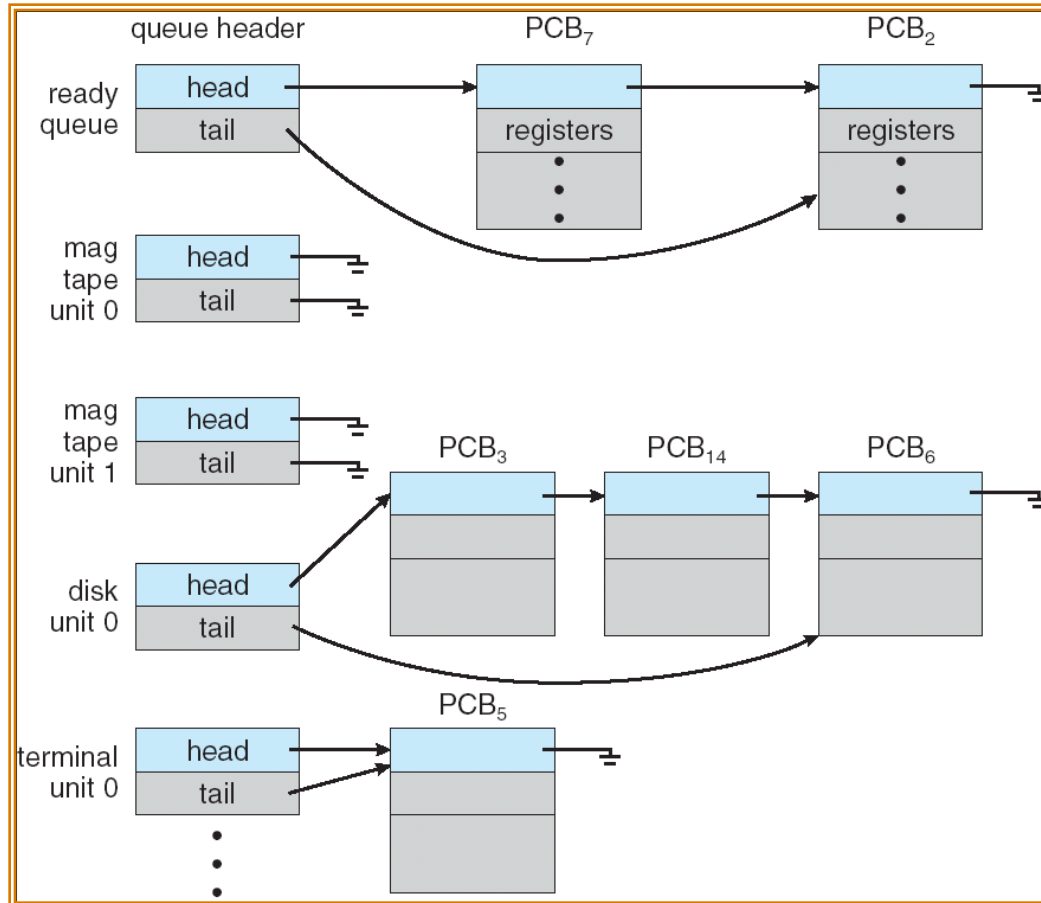 queue header
PCB₇
PCB₂
ready
queue
head
tail
registers
registers
mag
tape
unit 0
head
tail
mag
tape
unit 1
head
tail
PCB₃
PCB₁₄
PCB₆
disk
unit 0
head
tail
PCB₅
terminal
unit 0
head
tail